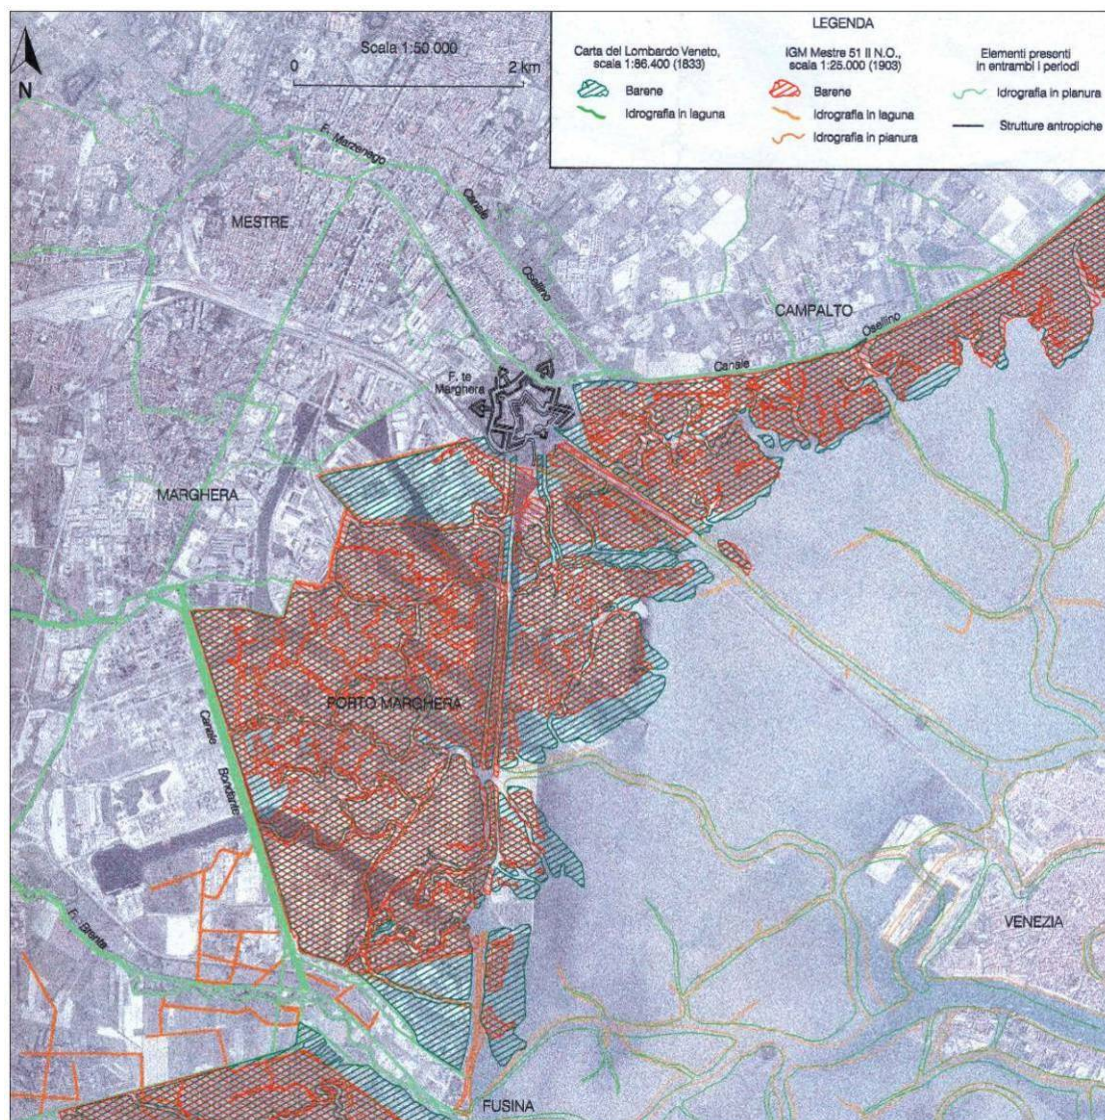 LEGENDA
Carta del Lombardo Veneto,
scala 1:86.400 (1833)
Barene
Idrografia in laguna
IGM Mestre 51 II N.O.,
scala 1:25.000 (1903)
Barene
Idrografia in laguna
Idrografia in pianura
Elementi presenti
in entrambi i periodi
Idrografia in pianura
Strutture antropiche
Scala 1:50 000
0 2 km
N
F. Marzenego
MESTRE
Canale
Osellino
CAMPALTO
Canale Osellino
F. te
Marghera
MARGHERA
PORTO MARGHERA
Canale
Bondante
F. Brenta
VENEZIA
FUSINA